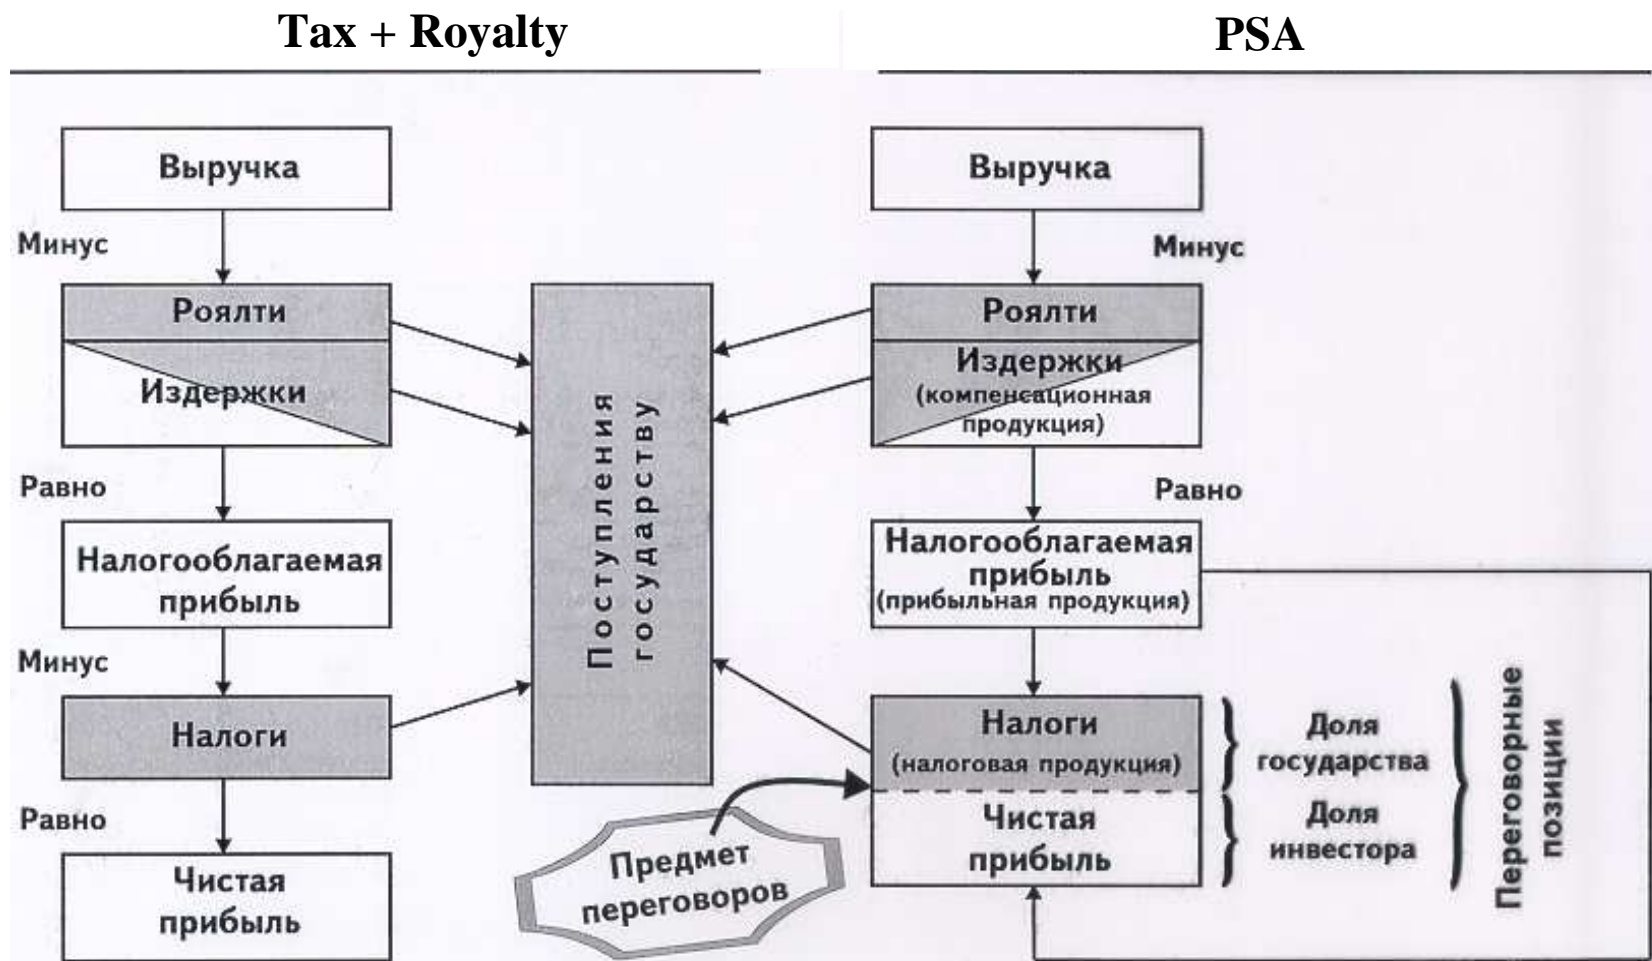 Tax + Royalty
PSA
Выручка
Минус
Роялти
Издержки
Равно
Налогооблагаемая
прибыль
Минус
Налоги
Равно
Чистая
прибыль
Поступления
государству
Предмет
переговоров
Выручка
Минус
Роялти
Издержки
(компенсационная
продукция)
Равно
Налогооблагаемая
прибыль
(прибыльная продукция)
Налоги
(налоговая продукция)
Чистая
прибыль
Доля
государства
Доля
инвестора
Переговорные
позиции